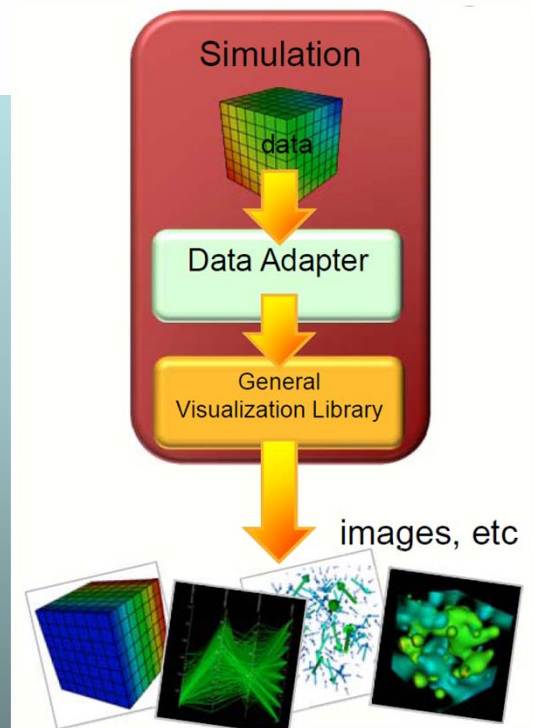 Simulation
data
Data Adapter
General
Visualization Library
images, etc